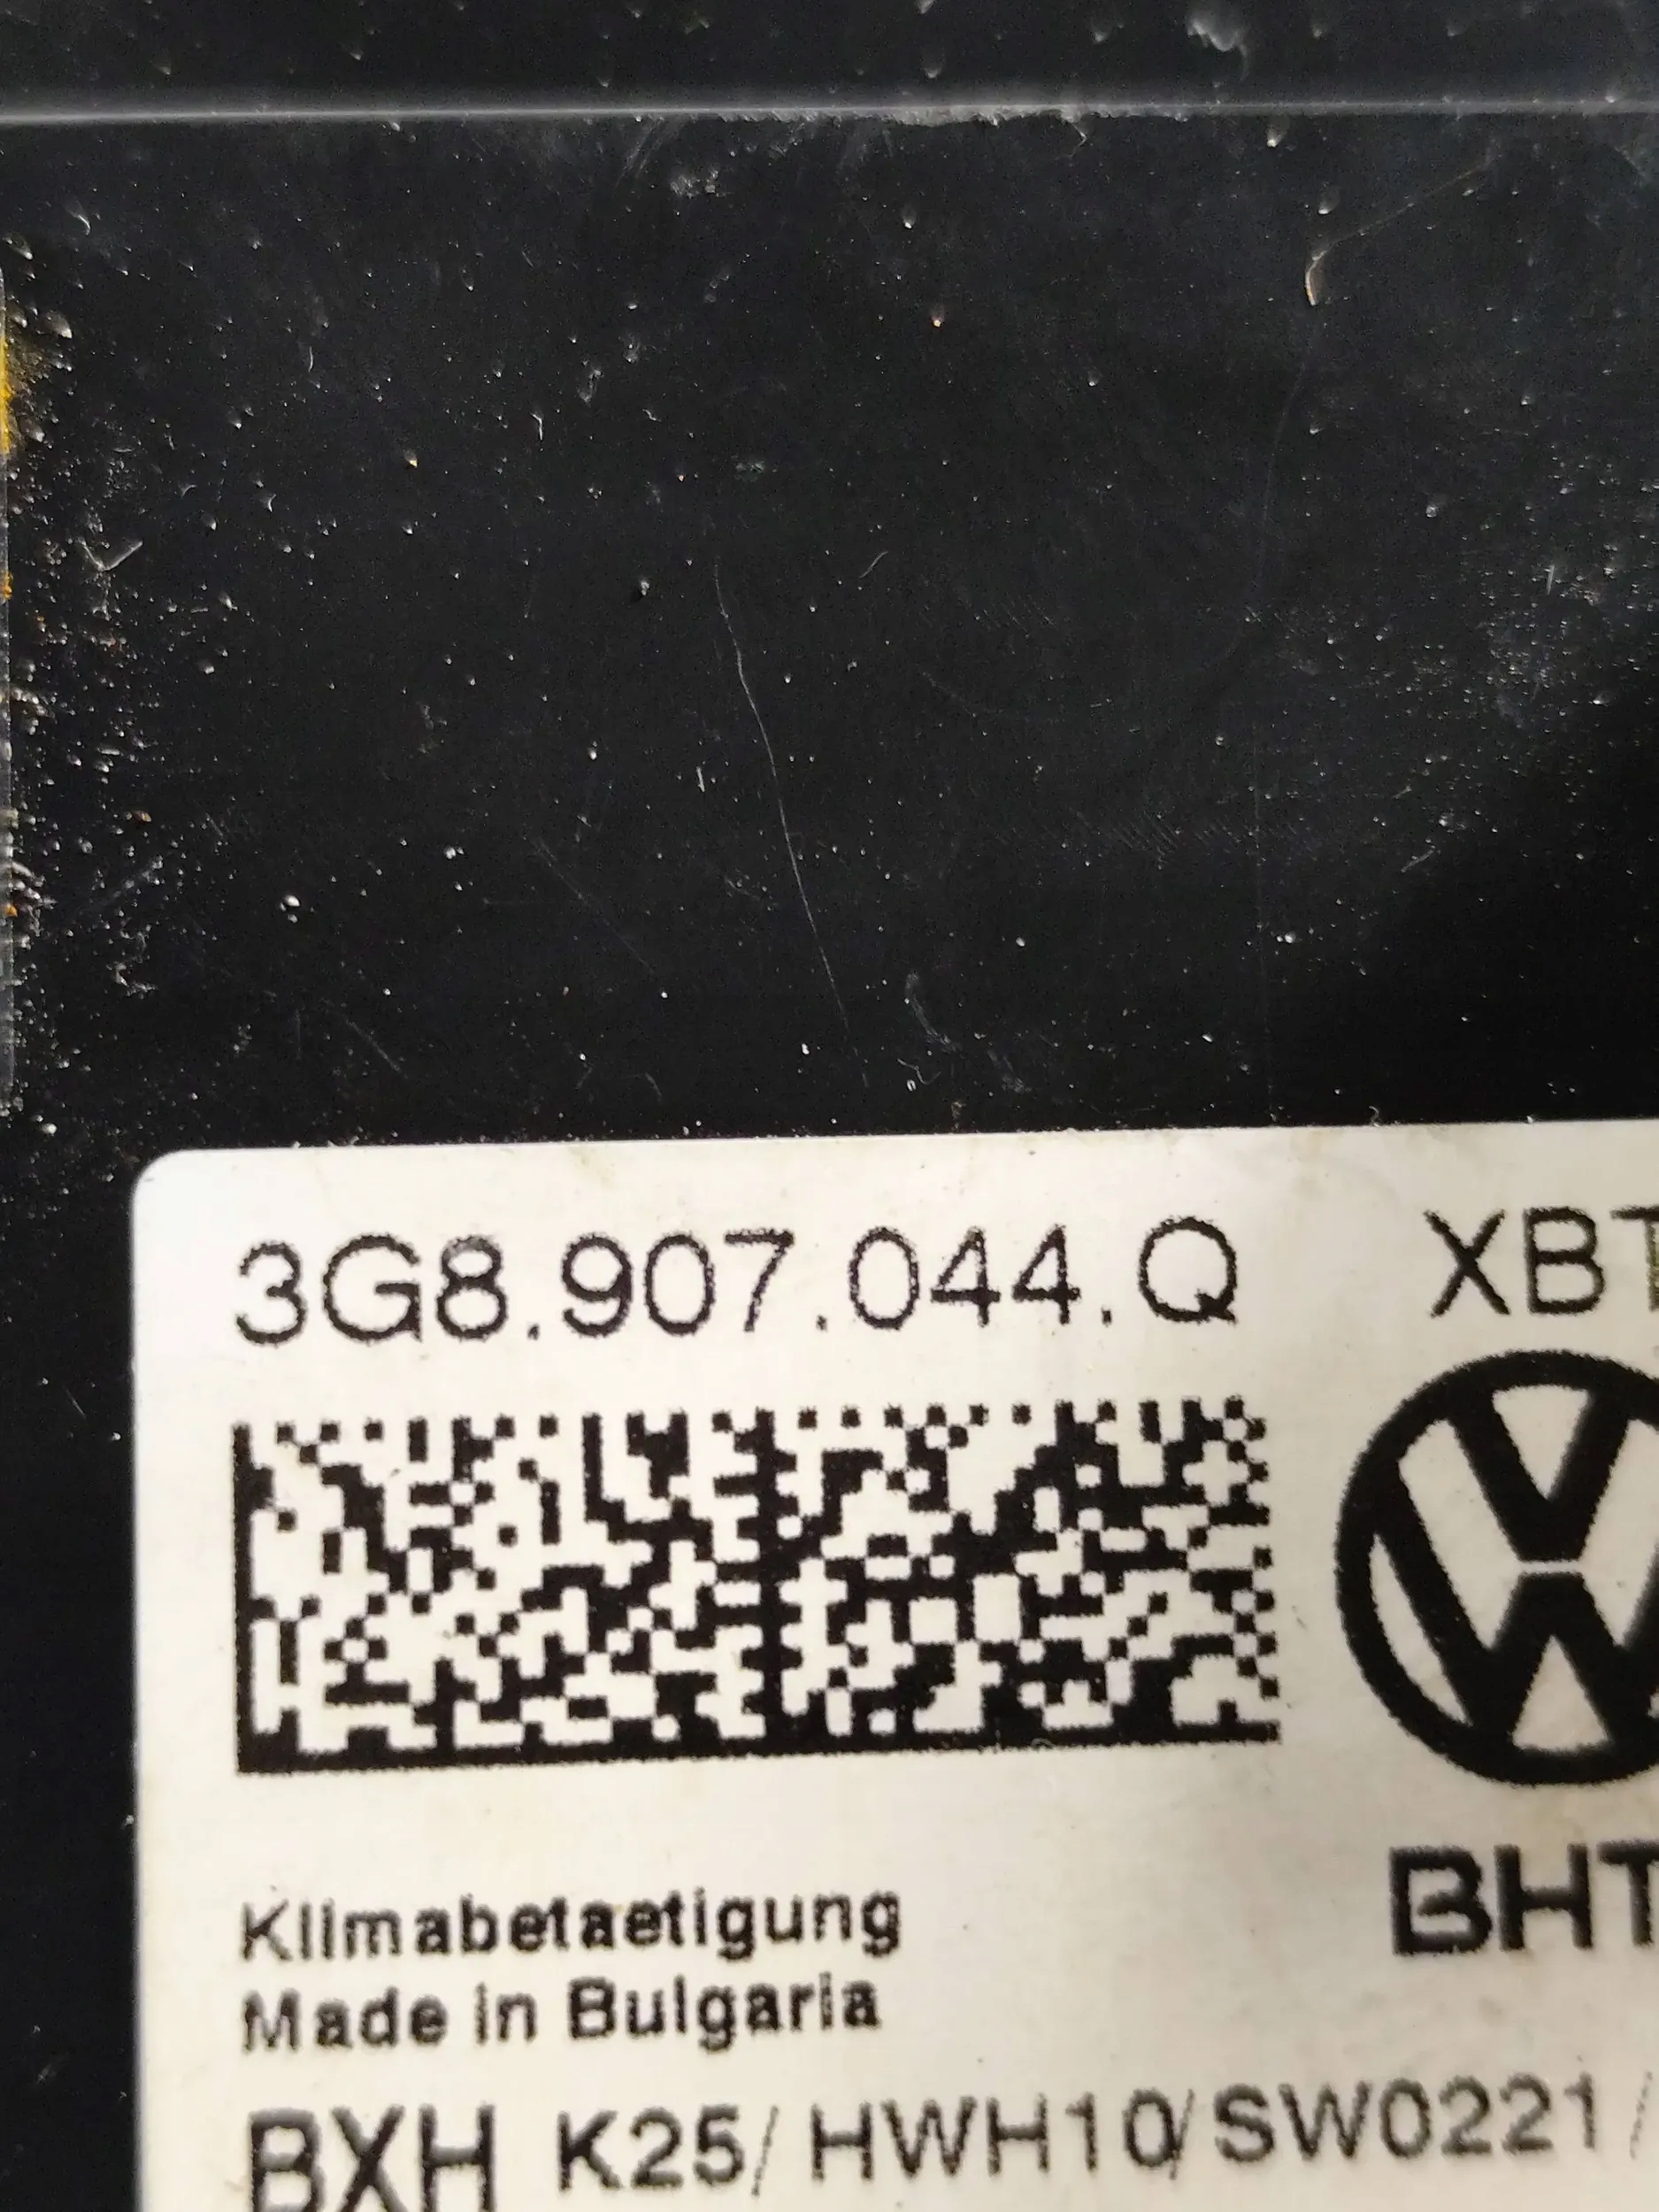 3G8.907.044.Q XBT
BHT
Klimabetaetigung
Made in Bulgaria
BXH K25/ HWH10/SW0221/